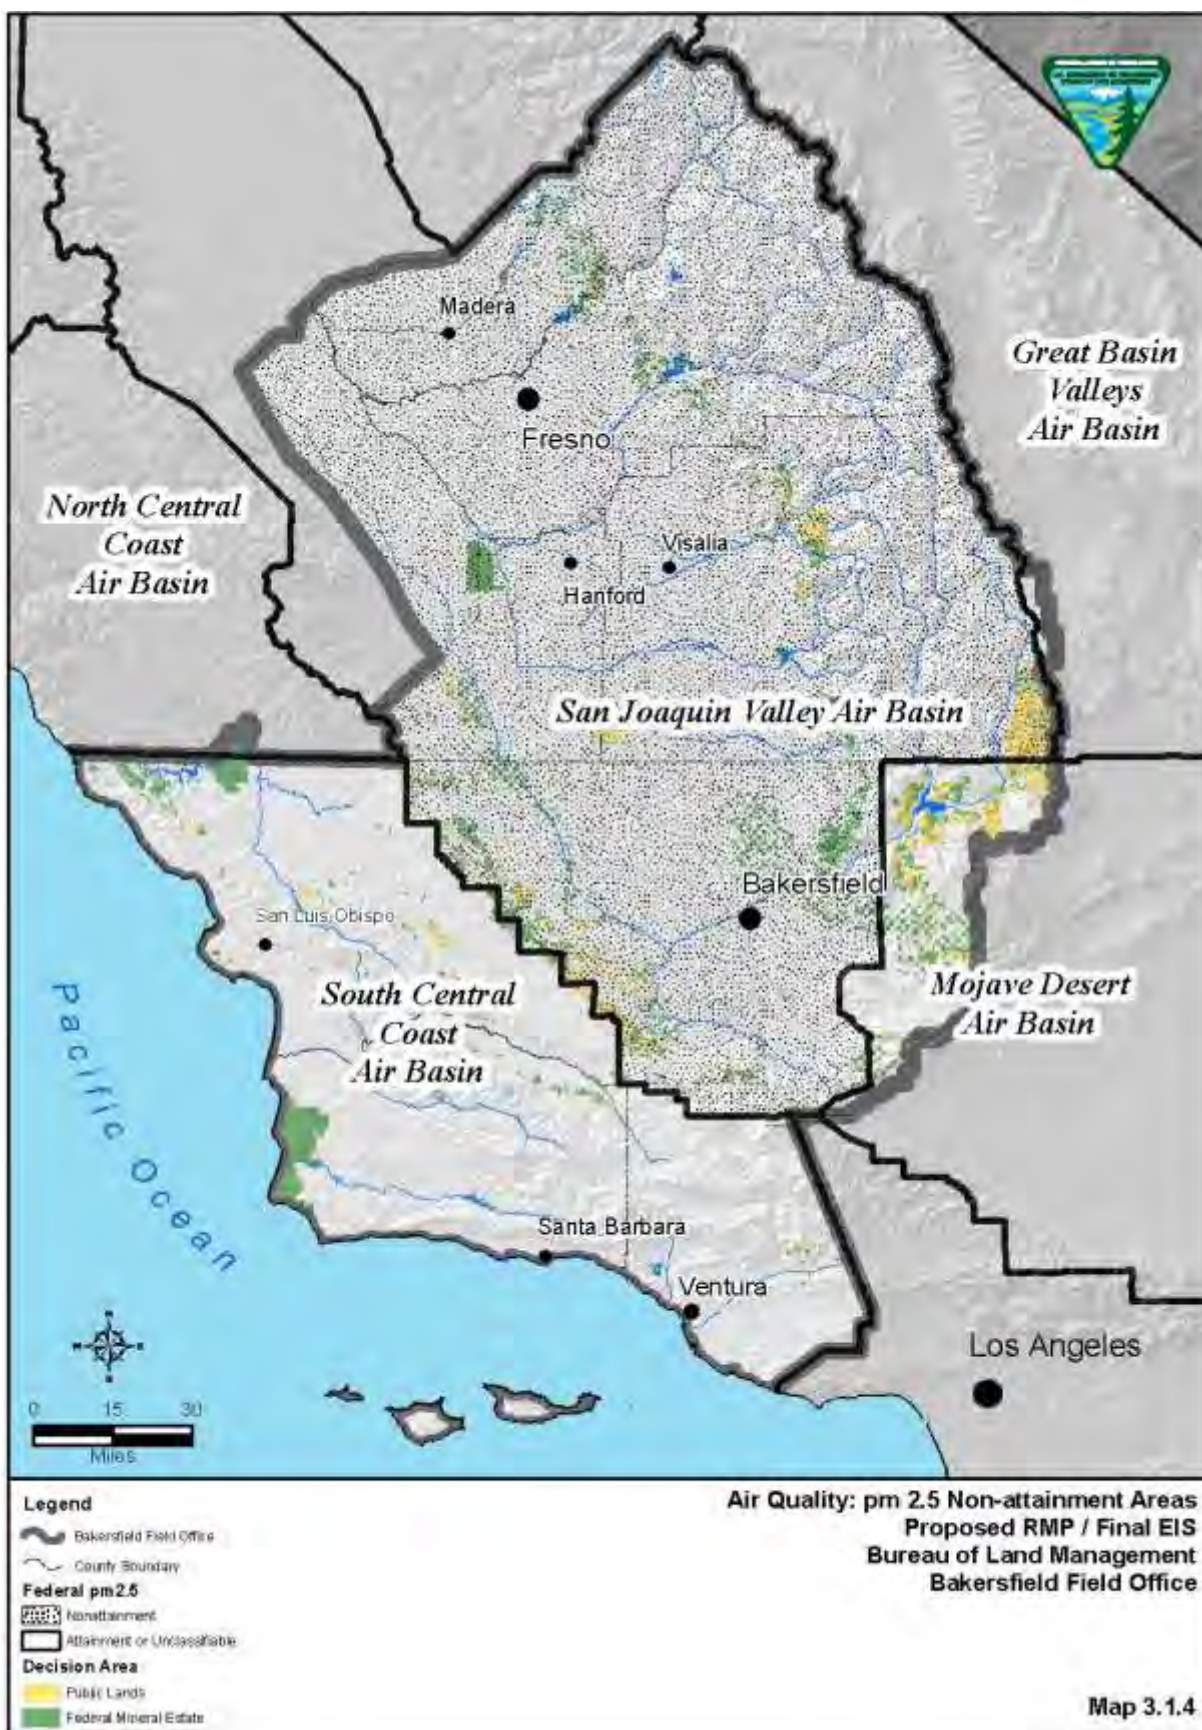 Madera
Great Basin
Valleys
Air Basin
Fresno
North Central
Coast
Air Basin
Visalia
Hanford
San Joaquin Valley Air Basin
Bakersfield
San Luis Obispo
South Central
Coast
Air Basin
Mojave Desert
Air Basin
Pacific Ocean
Santa Barbara
Ventura
Los Angeles
0 15 30
Miles
Legend
Bakersfield Field Office
County Boundary
Federal pm2.5
Nonattainment
Attainment or Unclassifiable
Decision Area
Public Lands
Federal Mineral Estate
Air Quality: pm 2.5 Non-attainment Areas
Proposed RMP / Final EIS
Bureau of Land Management
Bakersfield Field Office
Map 3.1.4